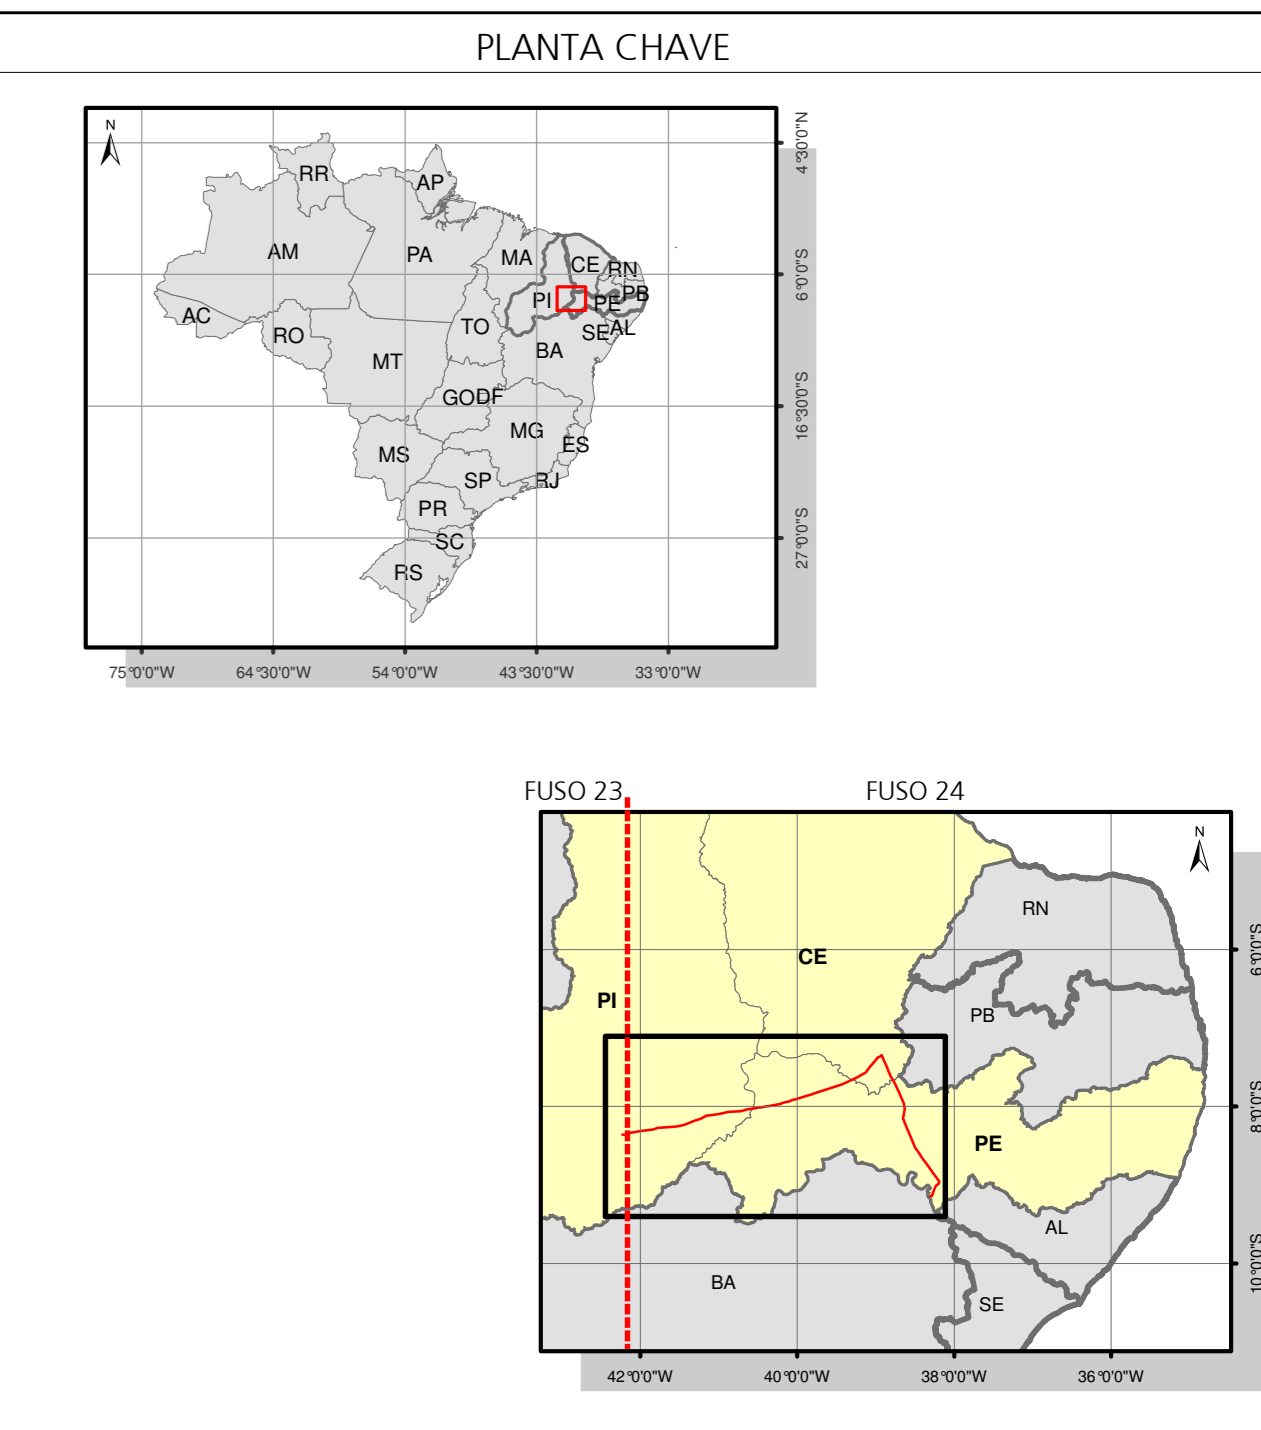 PLANTA CHAVE
N
RR
AP
AM
PA
MA
CE
RN
PI
PE
PB
AC
RO
TO
SE
AL
MT
BA
GO
DF
MG
ES
MS
SP
RJ
PR
SC
RS
4°30'0"N
6°0'0"S
16°30'0"S
27°0'0"S
75°0'0"W
64°30'0"W
54°0'0"W
43°30'0"W
33°0'0"W
FUSO 23
FUSO 24
N
RN
CE
PI
PB
PE
AL
BA
SE
6°0'0"S
8°0'0"S
10°0'0"S
42°0'0"W
40°0'0"W
38°0'0"W
36°0'0"W